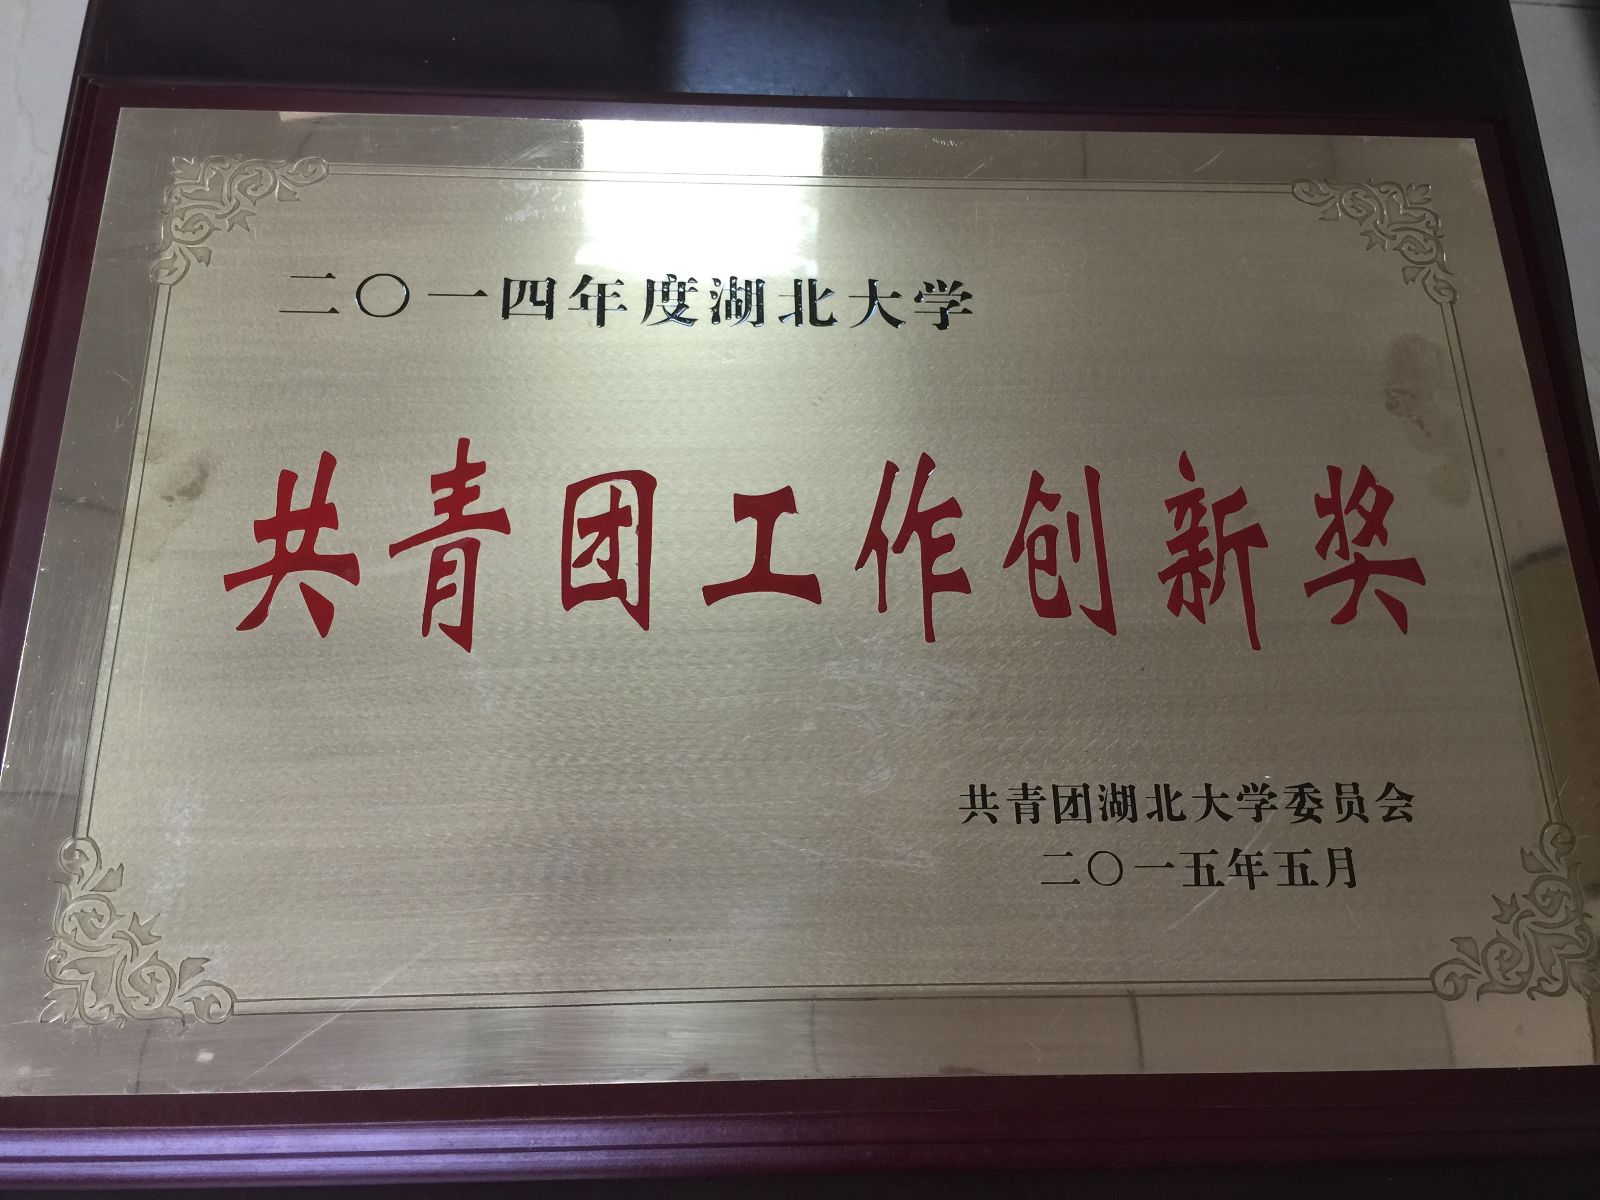 二〇一四年度湖北大学
共青团工作创新奖
共青团湖北大学委员会
二〇一五年五月